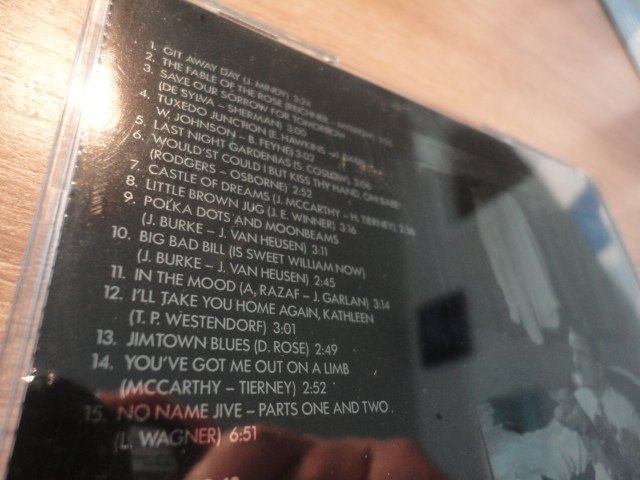 1. GIT AWAY DAY (J. MINDY) 3:24
2. THE FABLE OF THE ROSE
3. SAVE OUR SORROW FOR TOMORROW
(DE SYLVA – SHERMAN) 3:00
4. TUXEDO JUNCTION (E. HAWKINS
W. JOHNSON – B. FEYNE) 3:02
5. LAST NIGHT GARDENIAS (S. COSLOW) 3:06
6. WOULD'ST COULD I BUT KISS THY HAND, OH! BABE
(RODGERS – OSBORNE) 2:52
7. CASTLE OF DREAMS (J. MCCARTHY – H. TIERNEY) 2:36
8. LITTLE BROWN JUG (J. E. WINNER) 3:16
9. POLKA DOTS AND MOONBEAMS
(J. BURKE – J. VAN HEUSEN) 3:11
10. BIG BAD BILL (IS SWEET WILLIAM NOW)
(J. BURKE – J. VAN HEUSEN) 2:45
11. IN THE MOOD (A, RAZAF – J. GARLAN) 3:14
12. I'LL TAKE YOU HOME AGAIN, KATHLEEN
(T. P. WESTENDORF) 3:01
13. JIMTOWN BLUES (D. ROSE) 2:49
14. YOU'VE GOT ME OUT ON A LIMB
(MCCARTHY – TIERNEY) 2:52
15. NO NAME JIVE – PARTS ONE AND TWO
(L. WAGNER) 6:51